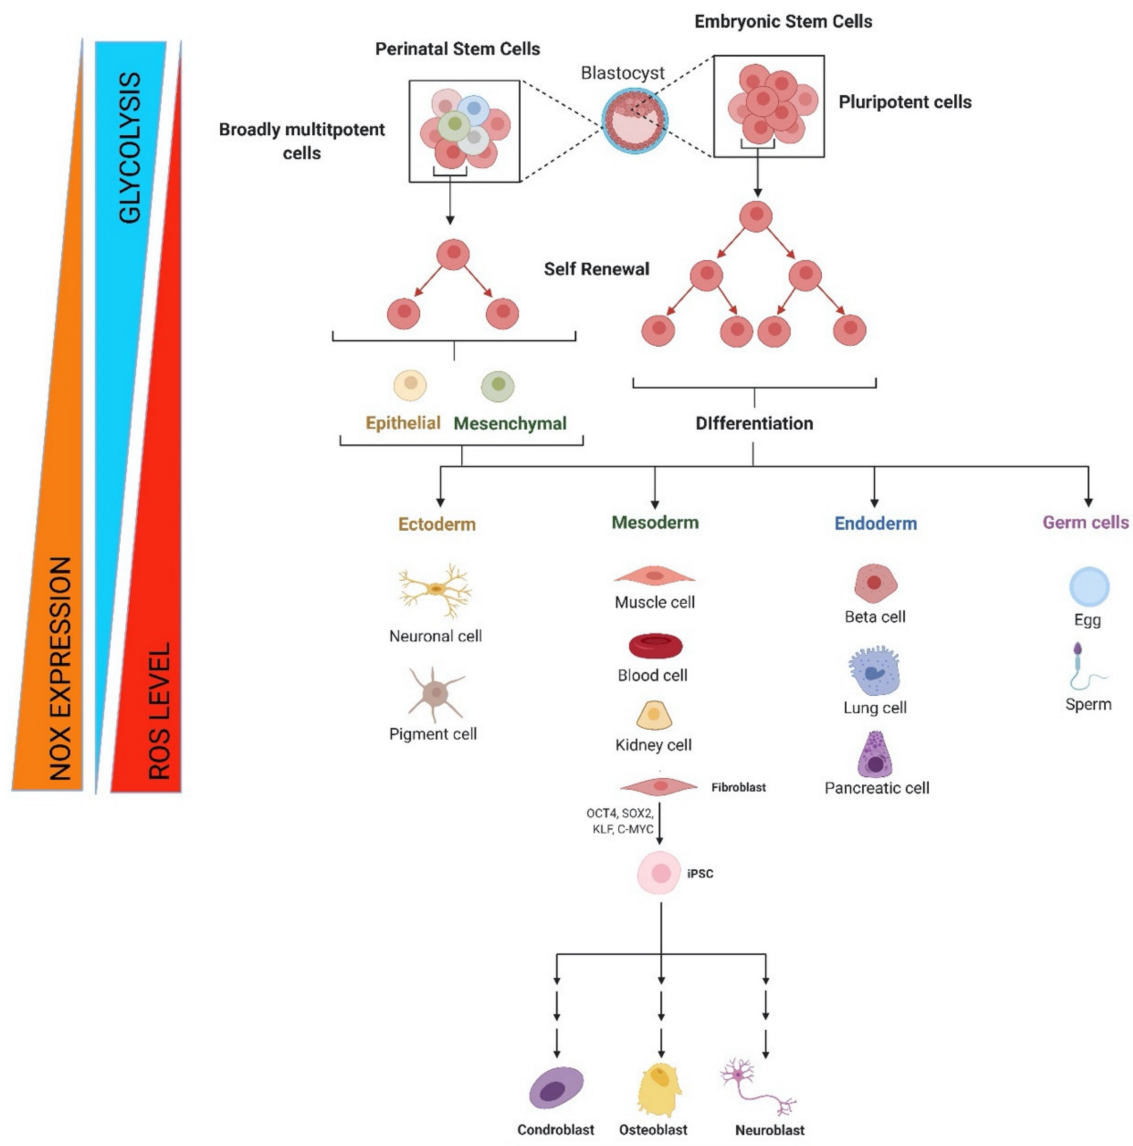 Embryonic Stem Cells
Perinatal Stem Cells
Blastocyst
Pluripotent cells
Broadly multitpotent
cells
GLYCOLYSIS
NOX EXPRESSION
ROS LEVEL
Self Renewal
Epithelial
Mesenchymal
DIfferentiation
Ectoderm
Mesoderm
Endoderm
Germ cells
Neuronal cell
Pigment cell
Muscle cell
Blood cell
Kidney cell
Fibroblast
Beta cell
Lung cell
Pancreatic cell
Egg
Sperm
OCT4, SOX2,
KLF, C-MYC
iPSC
Condroblast
Osteoblast
Neuroblast